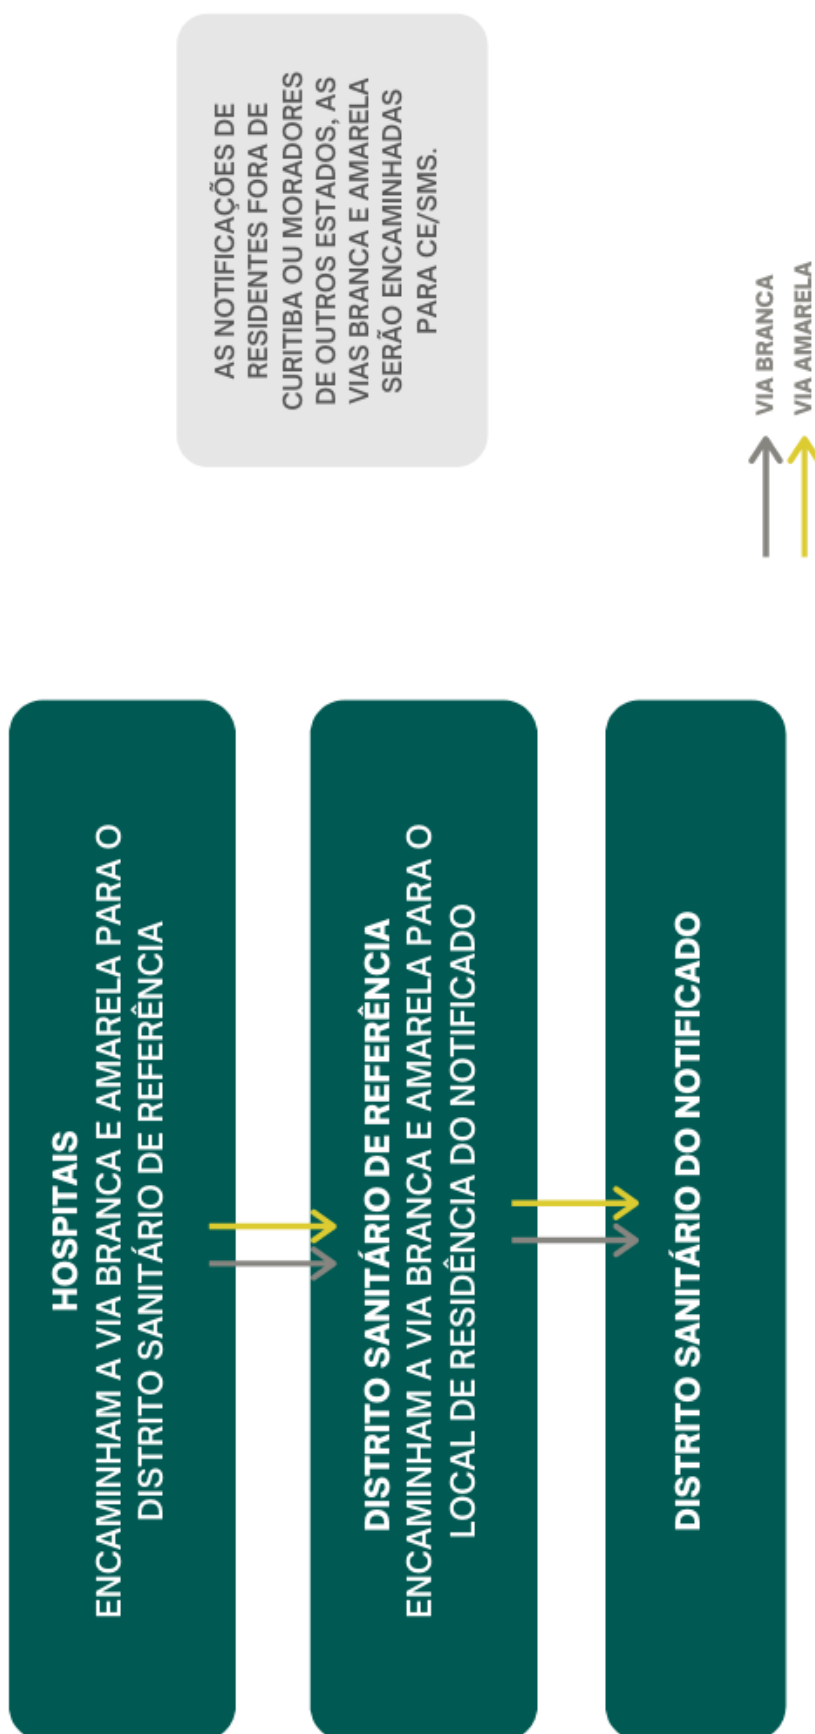 HOSPITAIS
ENCAMINHAM A VIA BRANCA E AMARELA PARA O
DISTRITO SANITÁRIO DE REFERÊNCIA
DISTRITO SANITÁRIO DE REFERÊNCIA
ENCAMINHAM A VIA BRANCA E AMARELA PARA O
LOCAL DE RESIDÊNCIA DO NOTIFICADO
DISTRITO SANITÁRIO DO NOTIFICADO
AS NOTIFICAÇÕES DE
RESIDENTES FORA DE
CURITIBA OU MORADORES
DE OUTROS ESTADOS, AS
VIAS BRANCA E AMARELA
SERÃO ENCAMINHADAS
PARA CE/SMS.
VIA BRANCA
VIA AMARELA